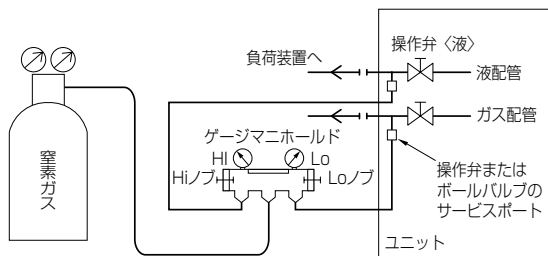 負荷装置へ
操作弁〈液〉
液配管
ガス配管
ゲージマニホールド
HI
Lo
Hiノブ
Loノブ
窒素ガス
操作弁または
ボールバルブの
サービスポート
ユニット